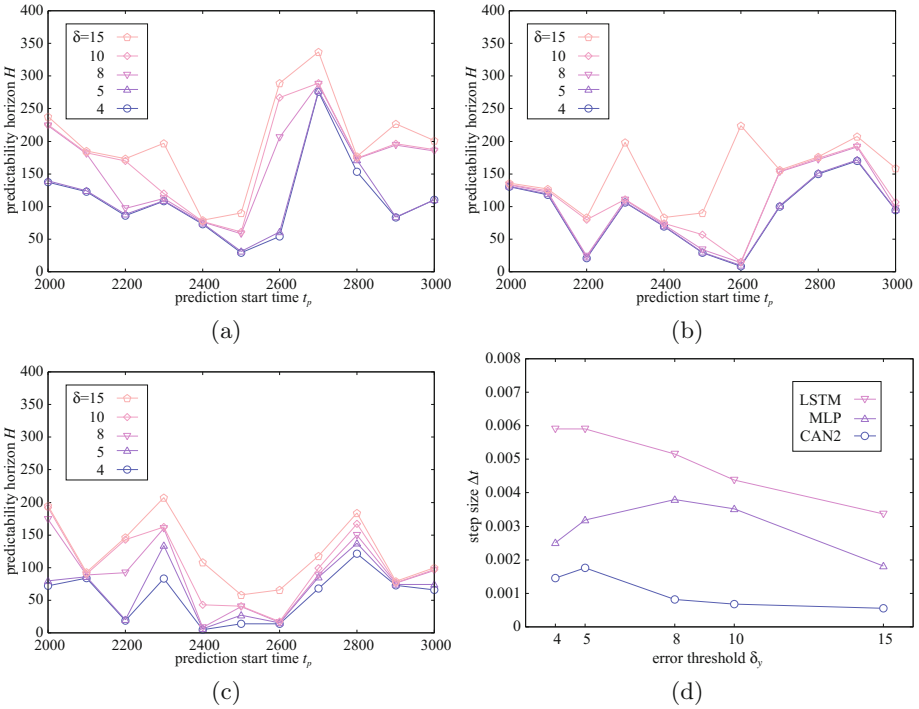 400
350
300
250
200
150
100
50
0
predictability horizon H
δ=15
10
8
5
4
2000 2200 2400 2600 2800 3000
prediction start time tp
(a)
400
350
300
250
200
150
100
50
0
predictability horizon H
δ=15
10
8
5
4
2000 2200 2400 2600 2800 3000
prediction start time tp
(b)
400
350
300
250
200
150
100
50
0
predictability horizon H
δ=15
10
8
5
4
2000 2200 2400 2600 2800 3000
prediction start time tp
(c)
0.008
0.007
0.006
0.005
0.004
0.003
0.002
0.001
0
step size Δt
LSTM
MLP
CAN2
4 5 8 10 15
error threshold δy
(d)